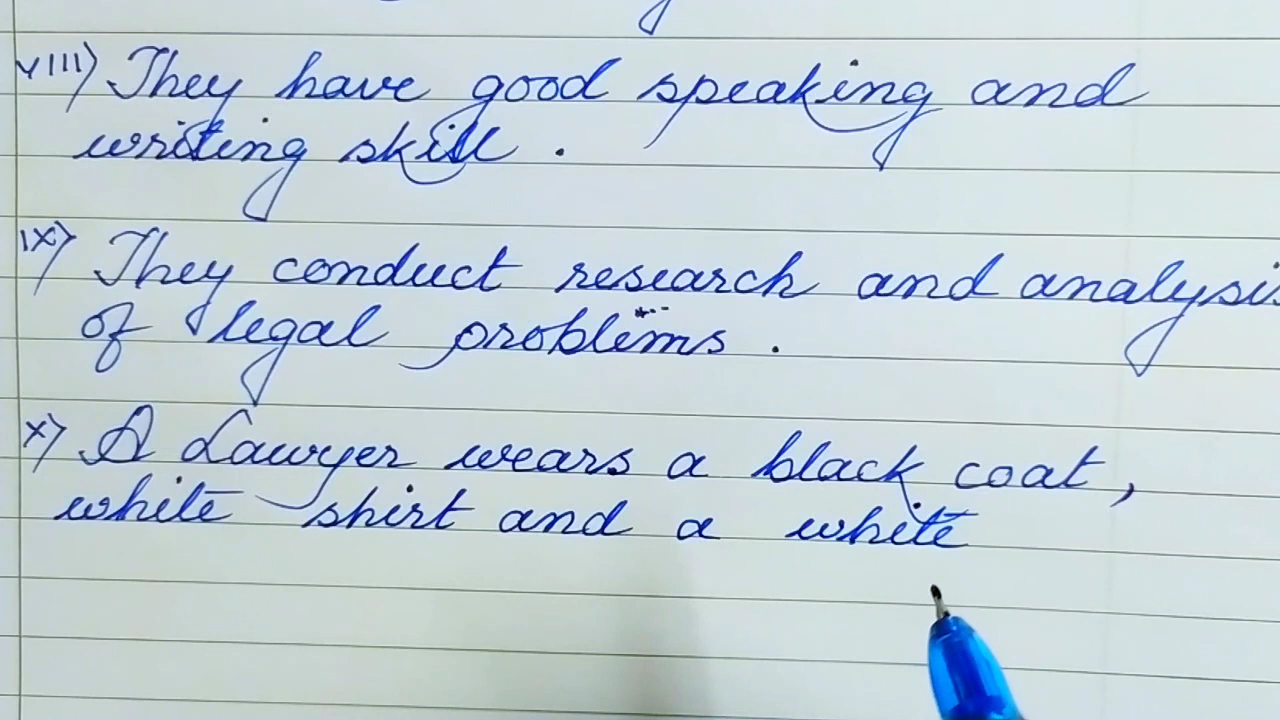 viii) They have good speaking and
writing skill .
ix) They conduct research and analysis
of legal problems .
x) A Lawyer wears a black coat,
white shirt and a white